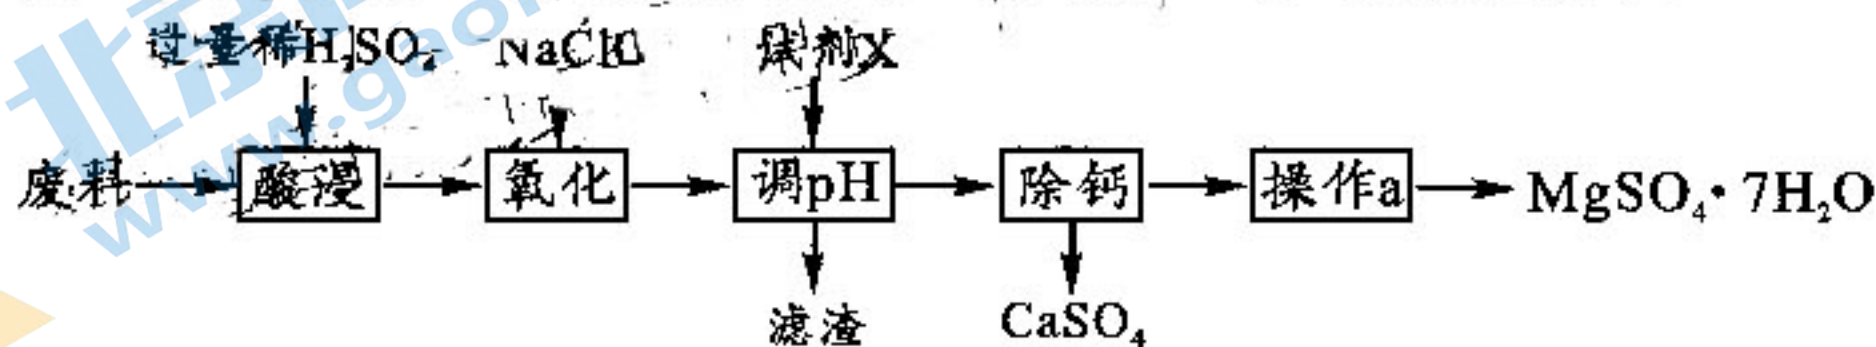 过量稀H₂SO₄ NaClO 试剂X
废料 酸浸 氧化 调pH 除钙 操作a MgSO₄·7H₂O
滤渣 CaSO₄